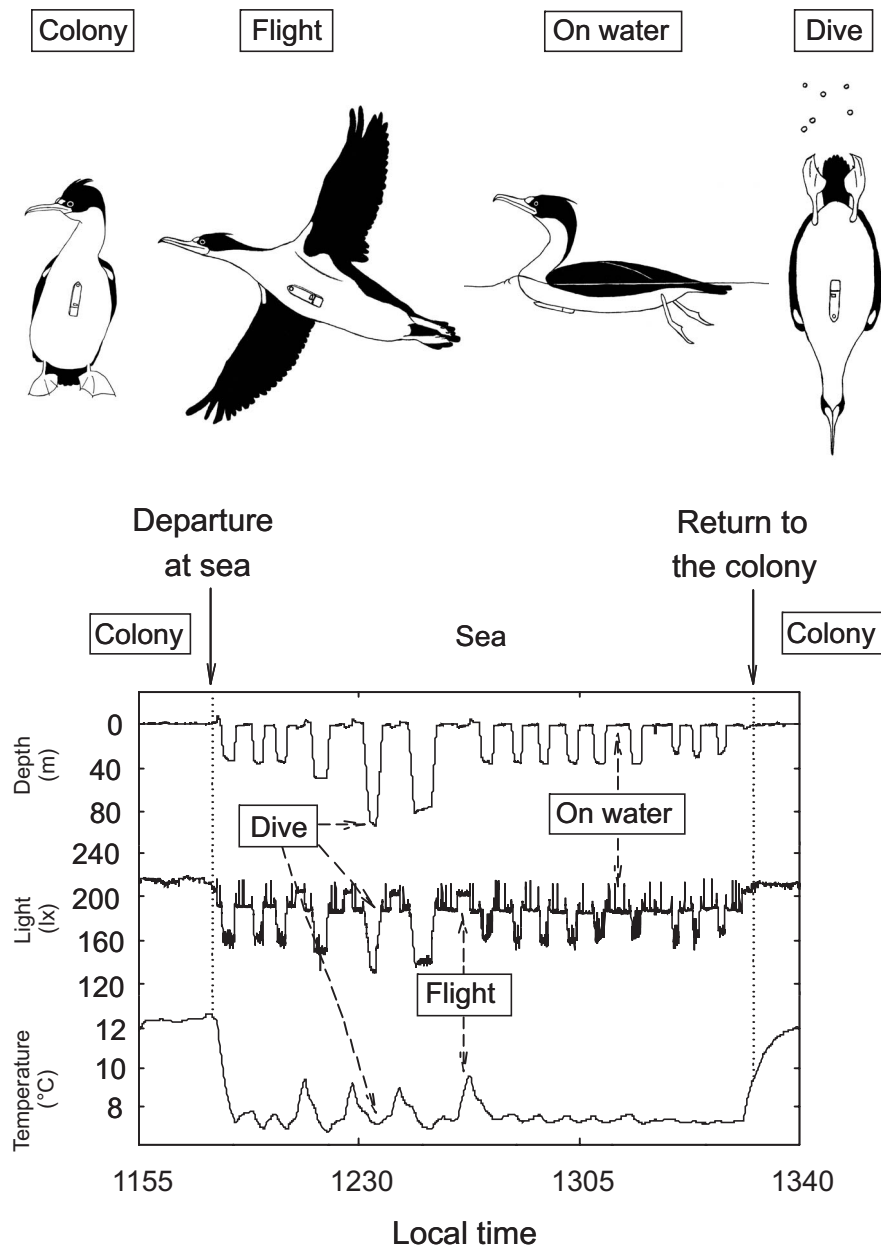 Colony
Flight
On water
Dive
Departure
at sea
Return to
the colony
Colony
Sea
Colony
Depth
(m)
0
40
80
240
Dive
On water
Light
(lx)
200
160
120
Flight
Temperature
(°C)
12
10
8
1155
1230
1305
1340
Local time